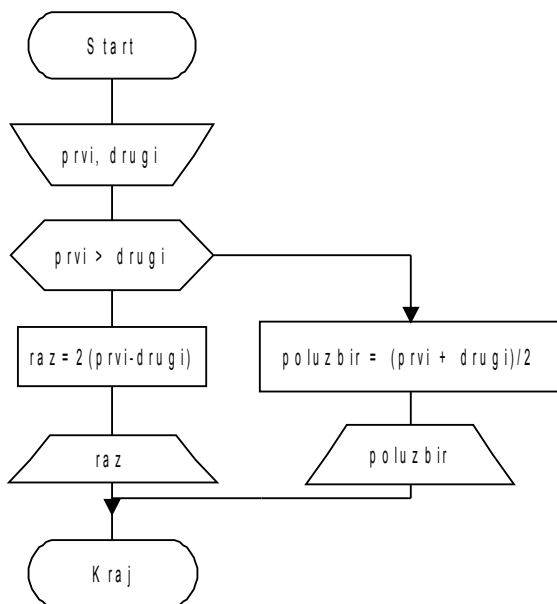 Start
prvi, drugi
prvi > drugi
raz=2(prvi-drugi)
poluzbir = (prvi + drugi)/2
raz
poluzbir
Kraj